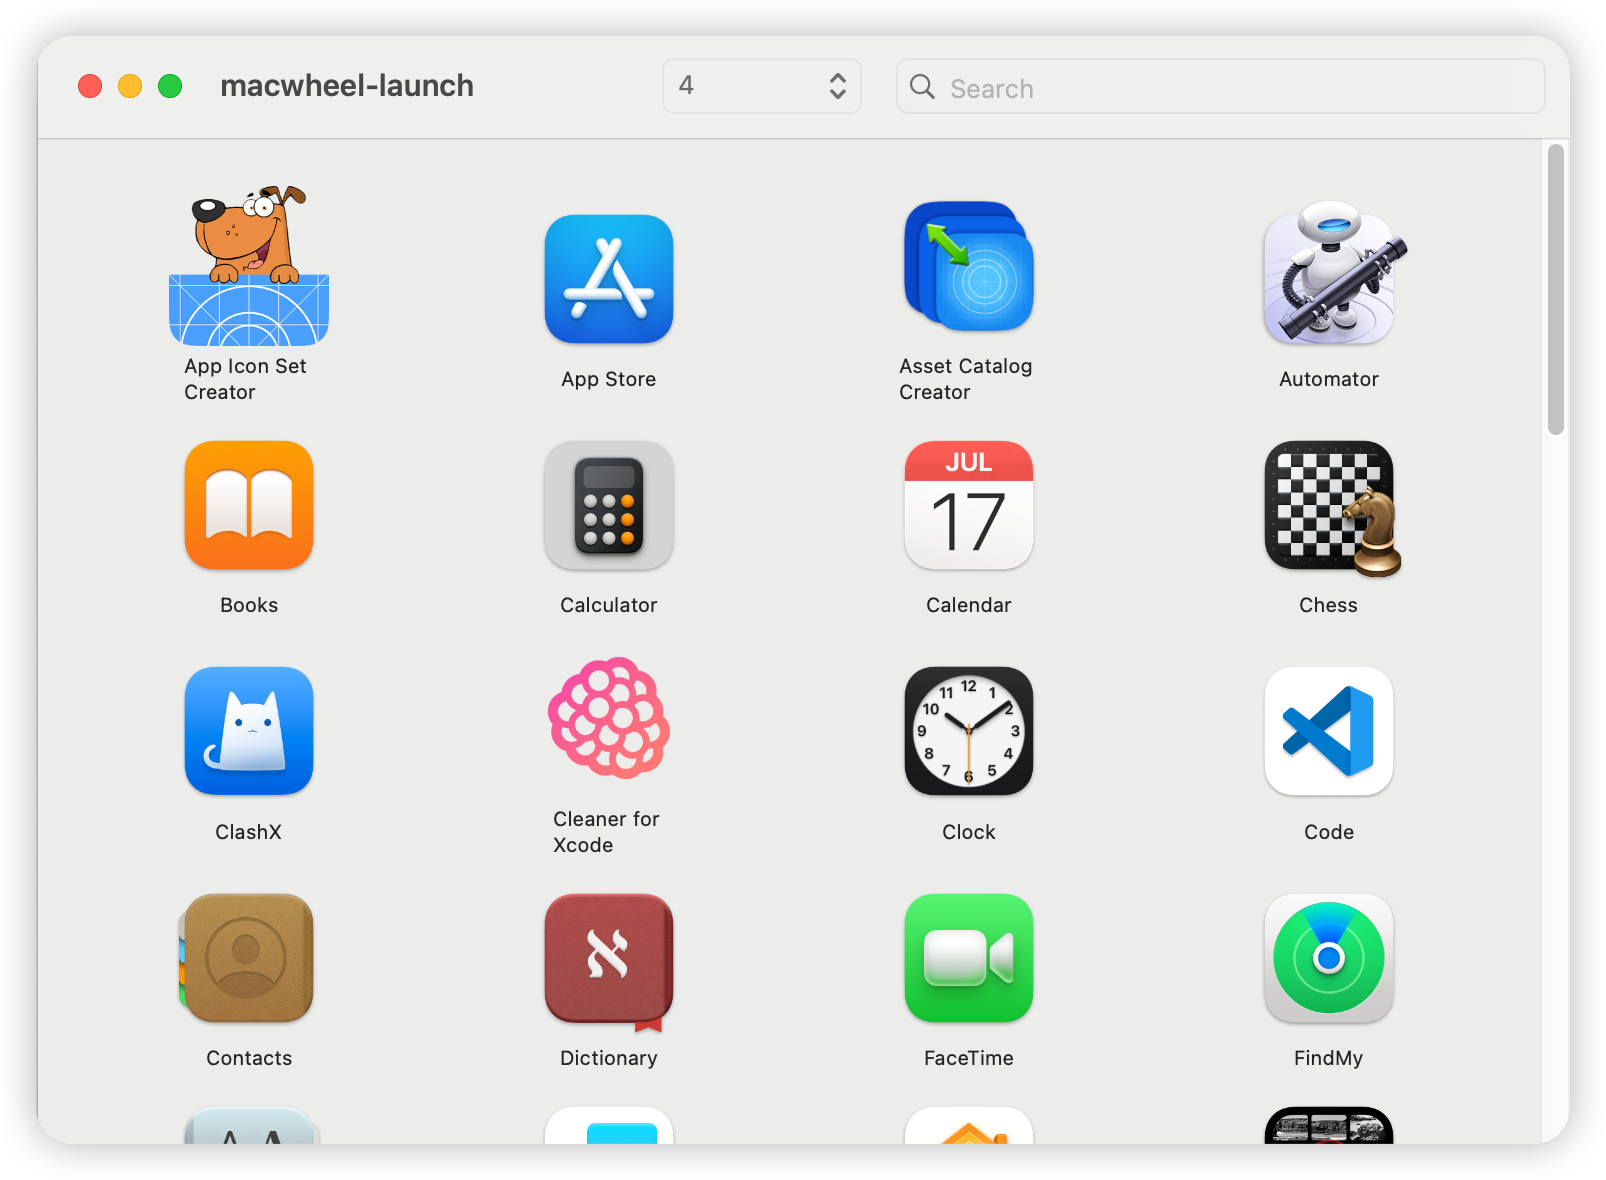 macwheel-launch
4
Search
App Icon Set
Creator
App Store
Asset Catalog
Creator
Automator
Books
Calculator
JUL
17
Calendar
Chess
ClashX
Cleaner for
Xcode
11 12 1
10 2
9 3
8 4
7 6 5
Clock
Code
Contacts
א
Dictionary
FaceTime
FindMy
A A